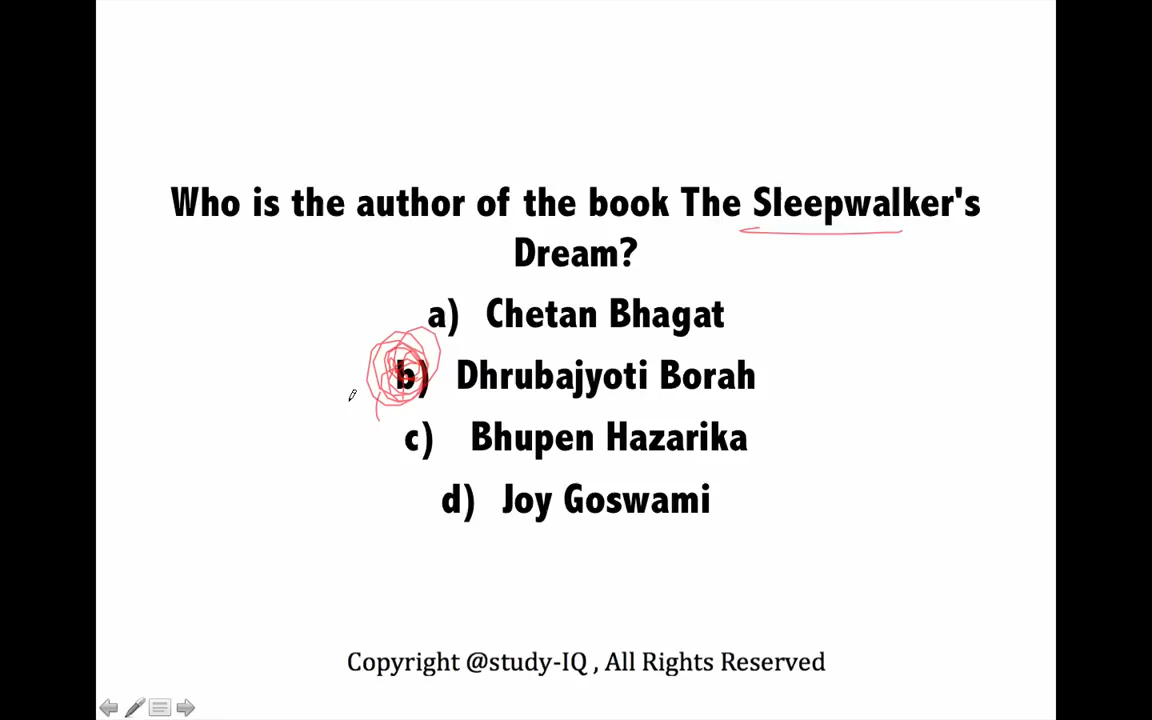 Who is the author of the book The Sleepwalker's
Dream?
a) Chetan Bhagat
b) Dhrubajyoti Borah
c) Bhupen Hazarika
d) Joy Goswami
Copyright @study-IQ , All Rights Reserved